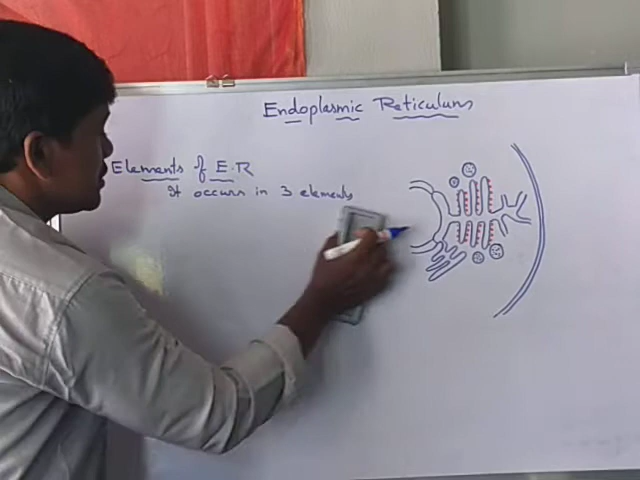 Endoplasmic Reticulum
Elements of E.R
It occurs in 3 elements